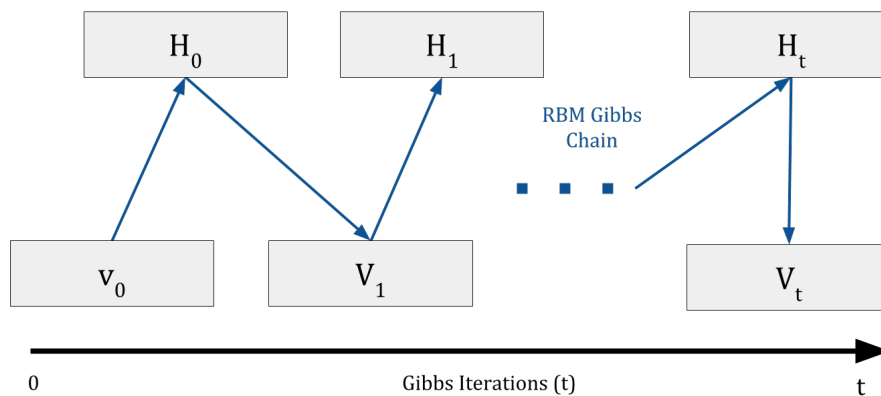 H₀ H₁ Hₜ
RBM Gibbs
Chain
v₀ V₁ Vₜ
0 Gibbs Iterations (t) t